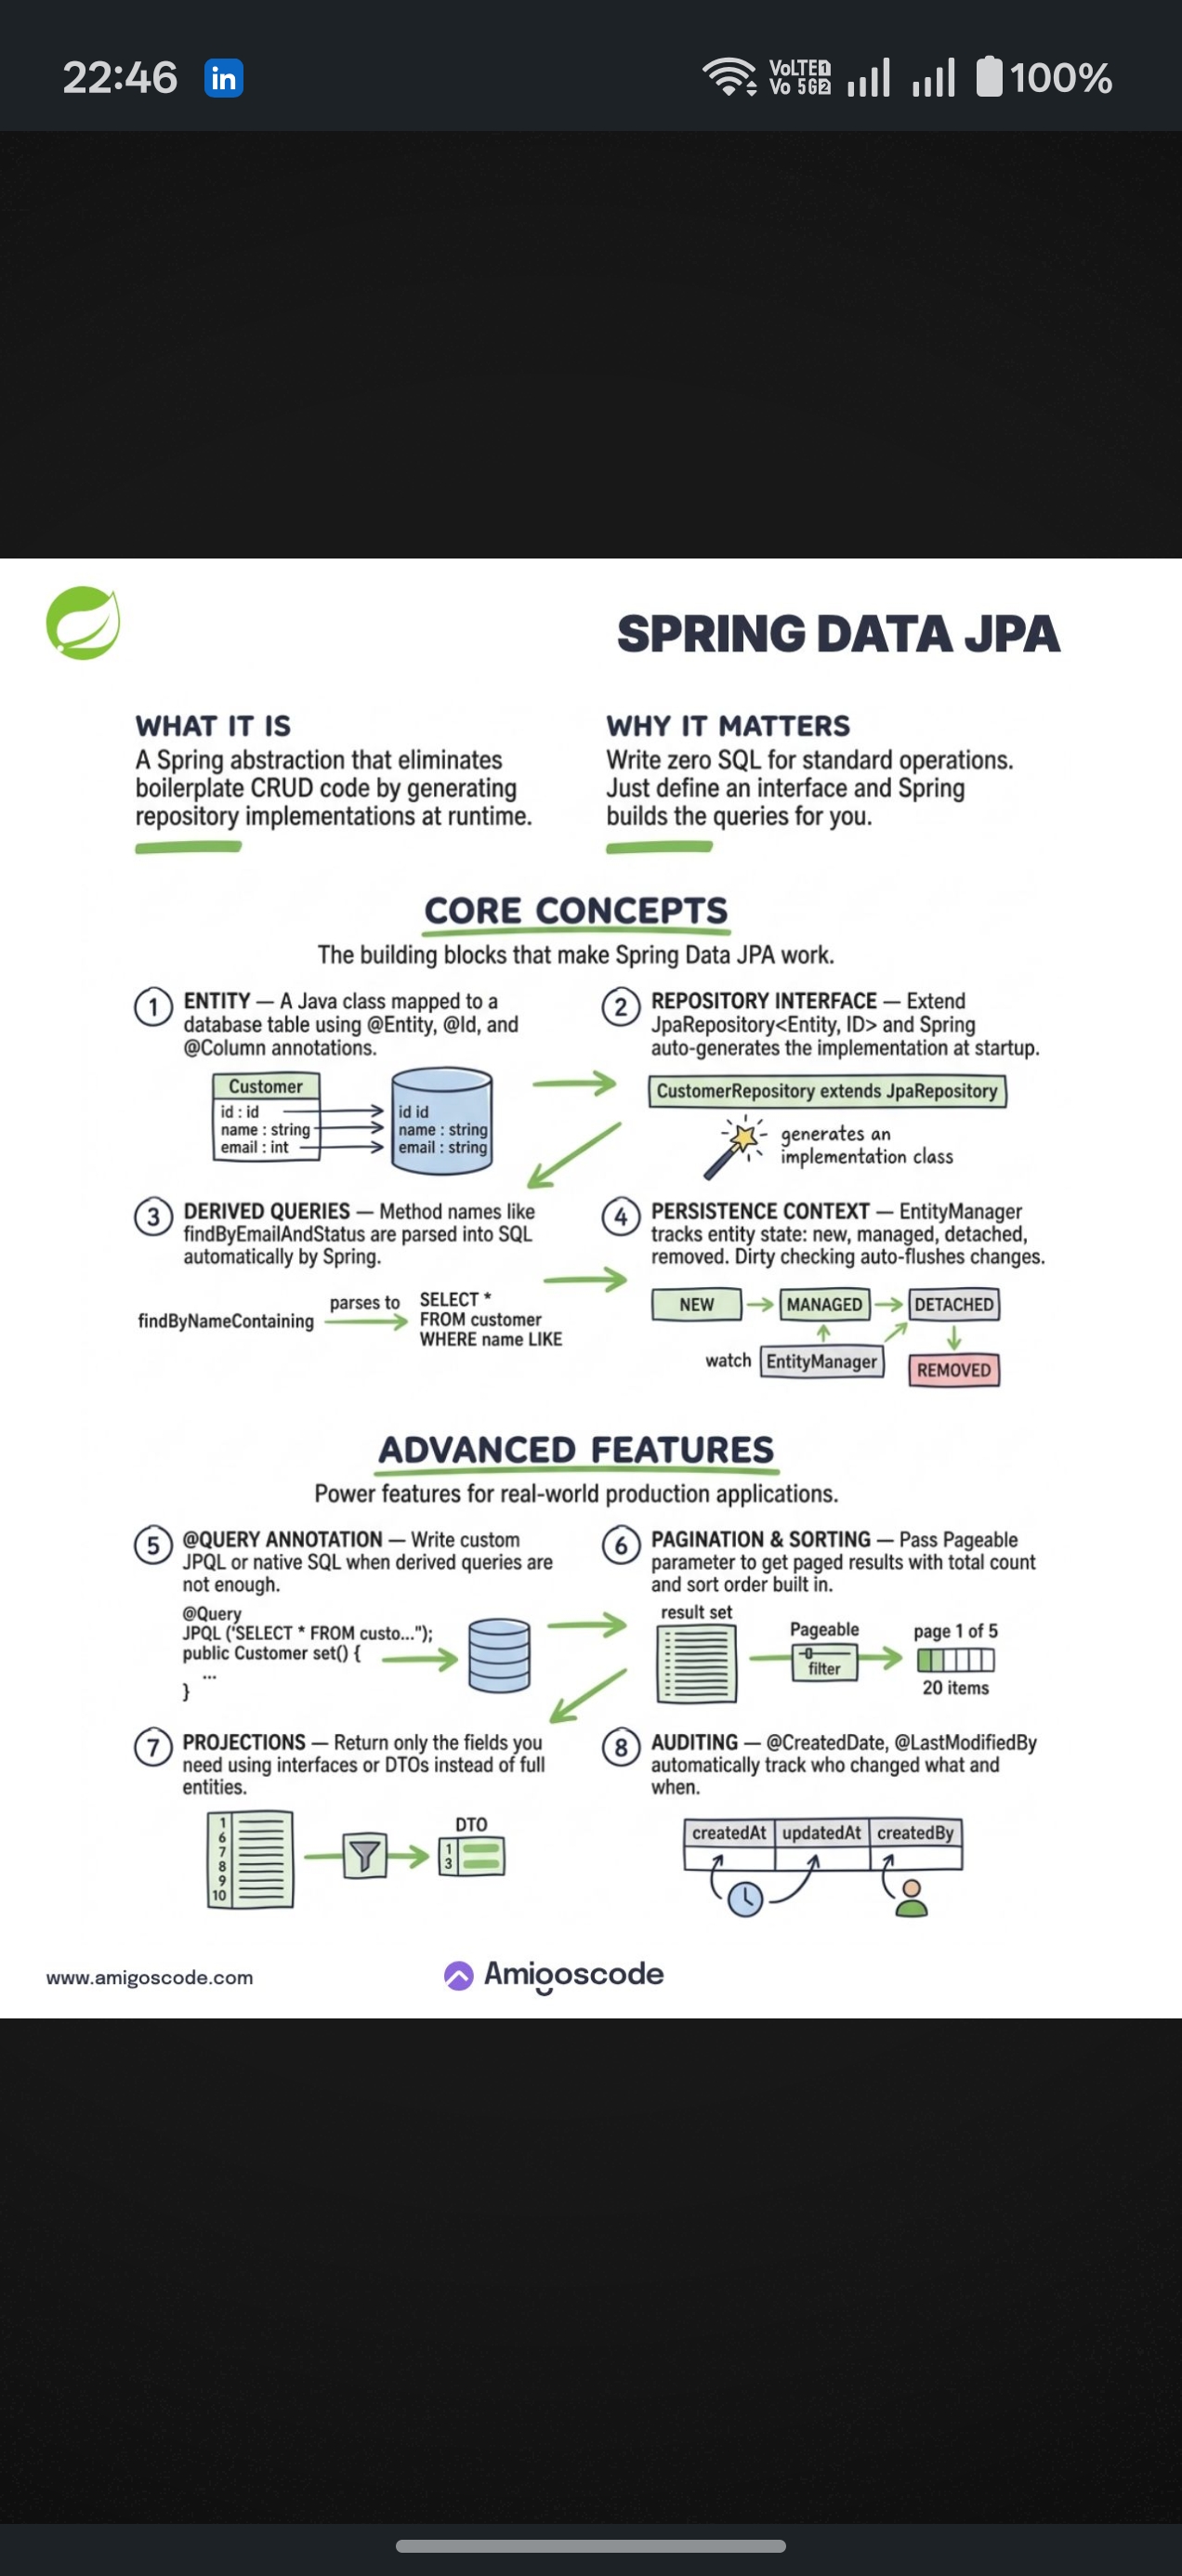 22:46
in
VoLTE1
Vo 5G2
100%
SPRING DATA JPA
WHAT IT IS
A Spring abstraction that eliminates
boilerplate CRUD code by generating
repository implementations at runtime.
WHY IT MATTERS
Write zero SQL for standard operations.
Just define an interface and Spring
builds the queries for you.
CORE CONCEPTS
The building blocks that make Spring Data JPA work.
1 ENTITY — A Java class mapped to a
database table using @Entity, @Id, and
@Column annotations.
Customer
id : id
name : string
email : int
id id
name : string
email : string
2 REPOSITORY INTERFACE — Extend
JpaRepository<Entity, ID> and Spring
auto-generates the implementation at startup.
CustomerRepository extends JpaRepository
generates an
implementation class
3 DERIVED QUERIES — Method names like
findByEmailAndStatus are parsed into SQL
automatically by Spring.
findByNameContaining
parses to
SELECT *
FROM customer
WHERE name LIKE
4 PERSISTENCE CONTEXT — EntityManager
tracks entity state: new, managed, detached,
removed. Dirty checking auto-flushes changes.
NEW
MANAGED
DETACHED
watch
EntityManager
REMOVED
ADVANCED FEATURES
Power features for real-world production applications.
5 @QUERY ANNOTATION — Write custom
JPQL or native SQL when derived queries are
not enough.
@Query
JPQL ('SELECT * FROM custo...");
public Customer set() {
...
}
6 PAGINATION & SORTING — Pass Pageable
parameter to get paged results with total count
and sort order built in.
result set
Pageable
filter
page 1 of 5
20 items
7 PROJECTIONS — Return only the fields you
need using interfaces or DTOs instead of full
entities.
1
6
7
8
9
10
DTO
1
3
8 AUDITING — @CreatedDate, @LastModifiedBy
automatically track who changed what and
when.
createdAt updatedAt createdBy
www.amigoscode.com
Amigoscode